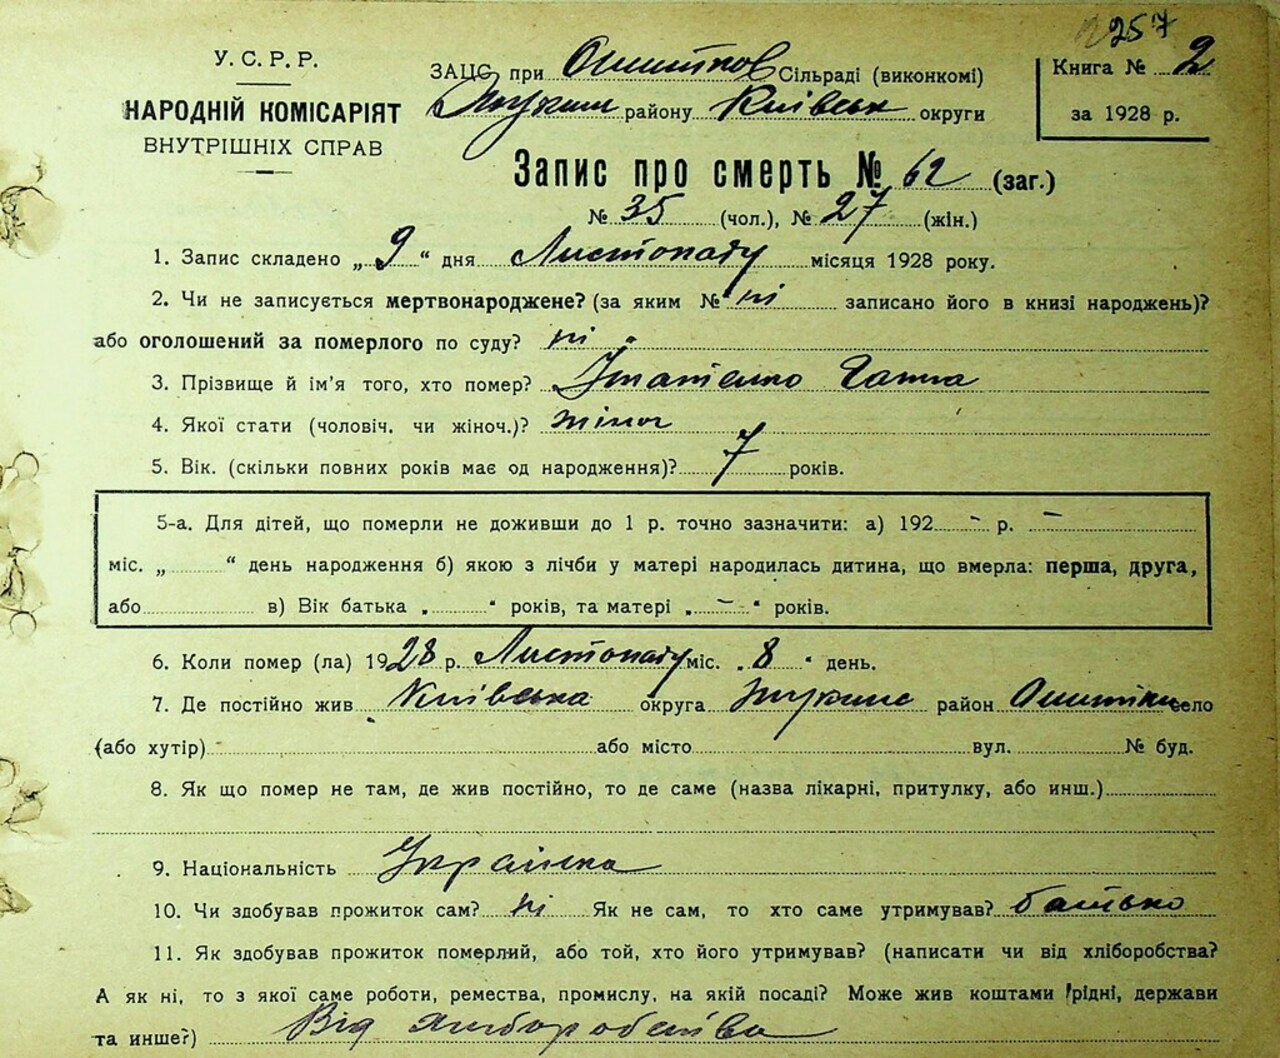 257
У. С. Р. Р.
НАРОДНІЙ КОМІСАРІЯТ
ВНУТРІШНІХ СПРАВ
ЗАЦС при Сільраді (виконкомі)
району Київськ округи
Книга № 2
за 1928 р.
Запис про смерть № 62 (заг.)
№ 35 (чол.), № 27 (жін.)
1. Запис складено „ 9 “ дня Листопаду місяця 1928 року.
2. Чи не записується мертвонароджене? (за яким № ні записано його в книзі народжень)?
або оголошений за померлого по суду? ні
3. Прізвище й ім'я того, хто помер? Ганна
4. Якої стати (чоловіч. чи жіноч.)? жіноч
5. Вік. (скільки повних років має од народження)? 7 років.
5-а. Для дітей, що померли не доживши до 1 р. точно зазначити: а) 192 – р. –
міс. „ “ день народження б) якою з лічби у матері народилась дитина, що вмерла: перша, друга,
або в) Вік батька „ “ років, та матері „ – “ років.
6. Коли помер (ла) 1928 р. Листопаду міс. „ 8 “ день.
7. Де постійно жив Київська округа район село
(або хутір) або місто вул. № буд.
8. Як що помер не там, де жив постійно, то де саме (назва лікарні, притулку, або инш.)
9. Національність Українка
10. Чи здобував прожиток сам? ні Як не сам, то хто саме утримував? батько
11. Як здобував прожиток померлий, або той, хто його утримував? (написати чи від хліборобства?
А як ні, то з якої саме роботи, ремества, промислу, на якій посаді? Може жив коштами рідні, держави
та инше?) Від хліборобства